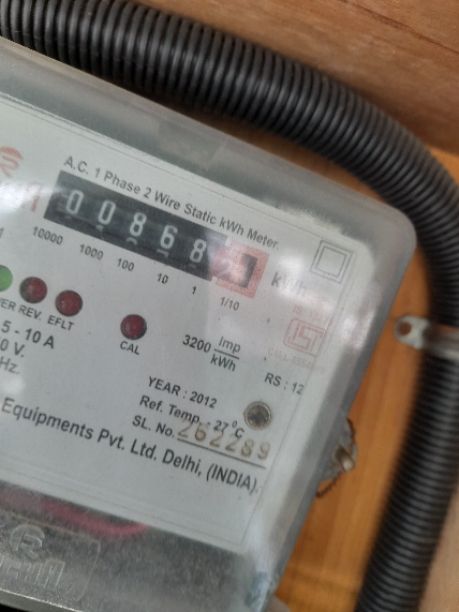 A.C. 1 Phase 2 Wire Static kWh Meter.
00868
kWh
10000 1000 100 10 1 1/10
REV. EFLT
CAL
3200 Imp/kWh
5 - 10 A
0 V.
Hz.
RS : 12
YEAR : 2012
Ref. Temp. - 27 °C
SL. No. 262289
Equipments Pvt. Ltd. Delhi, (INDIA)